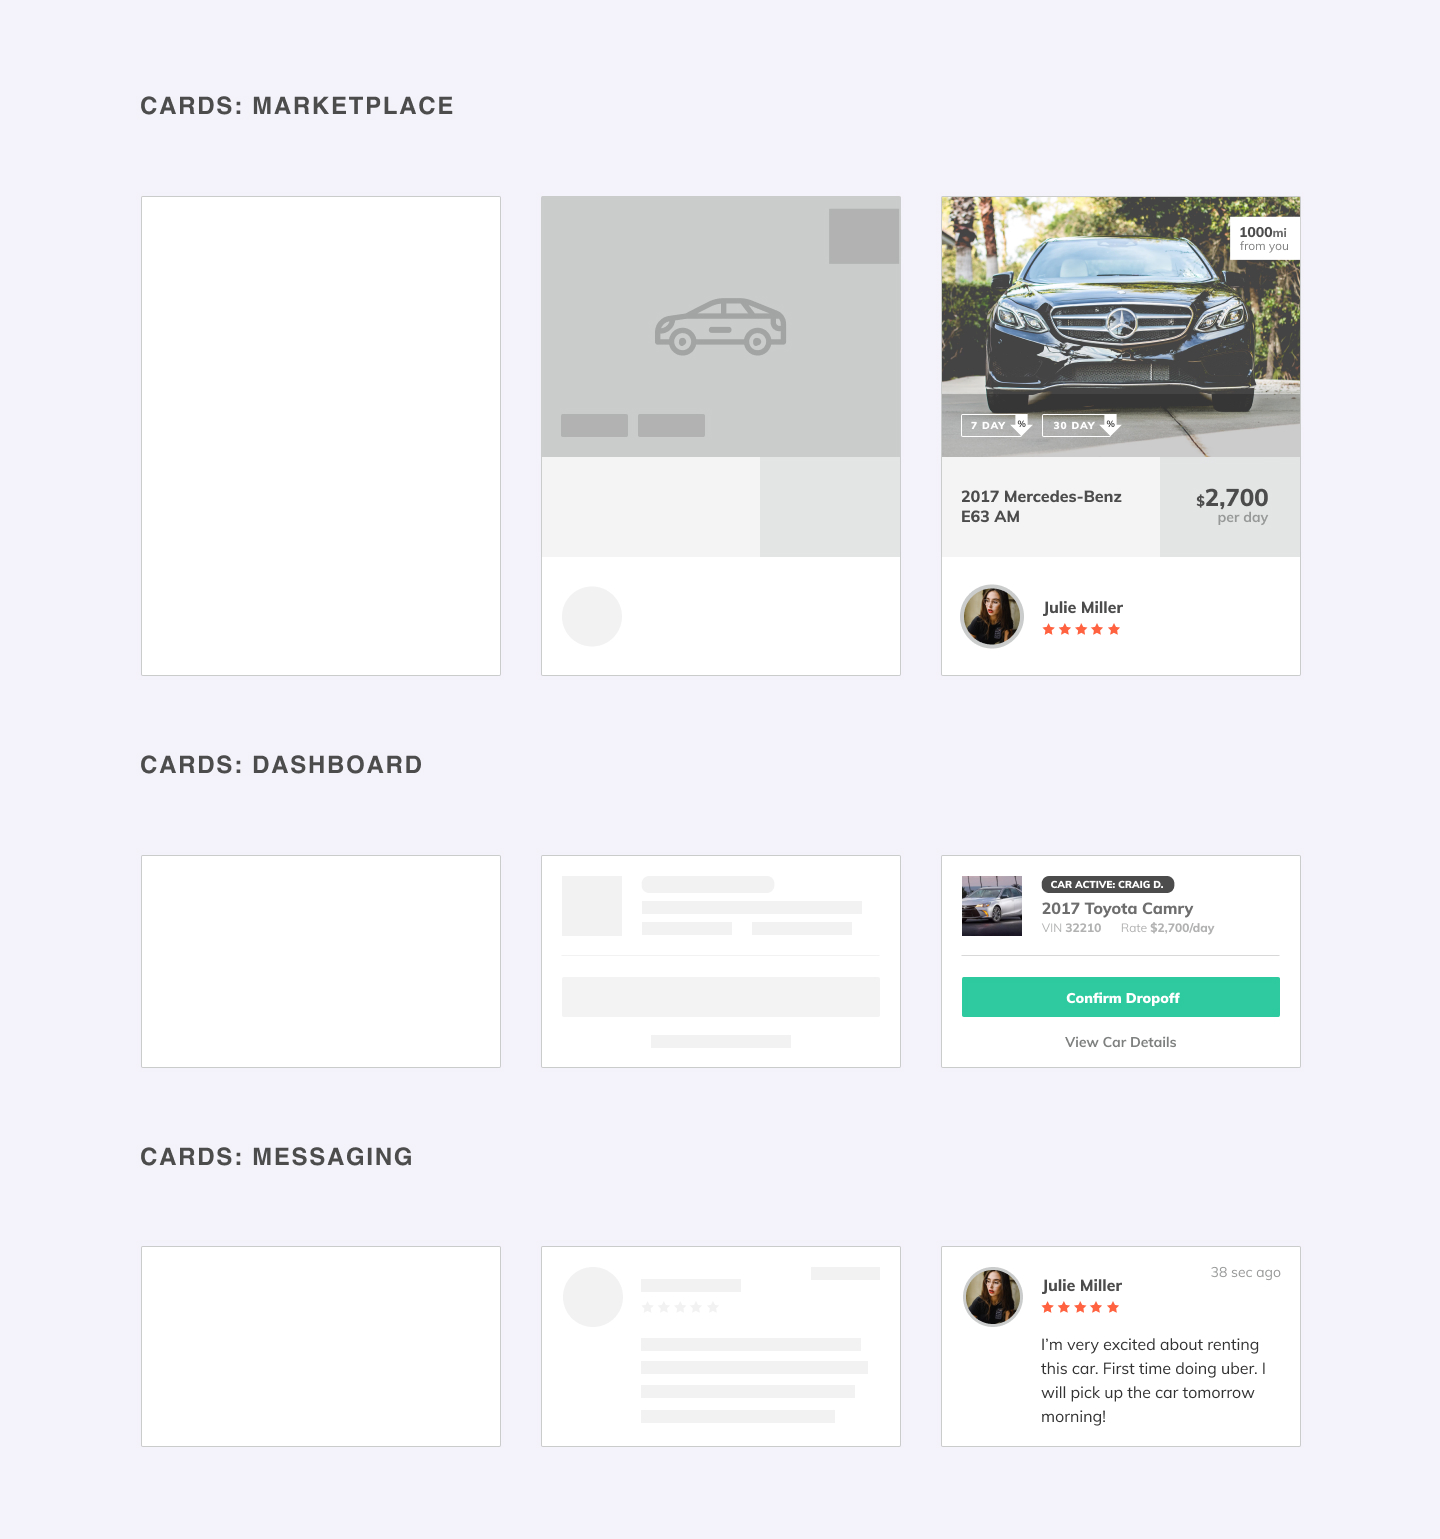 CARDS: MARKETPLACE
1000mi
from you
7 DAY %
30 DAY %
2017 Mercedes-Benz
E63 AM
$2,700
per day
Julie Miller
CARDS: DASHBOARD
CAR ACTIVE: CRAIG D.
2017 Toyota Camry
VIN 32210 Rate $2,700/day
Confirm Dropoff
View Car Details
CARDS: MESSAGING
38 sec ago
Julie Miller
I’m very excited about renting
this car. First time doing uber. I
will pick up the car tomorrow
morning!